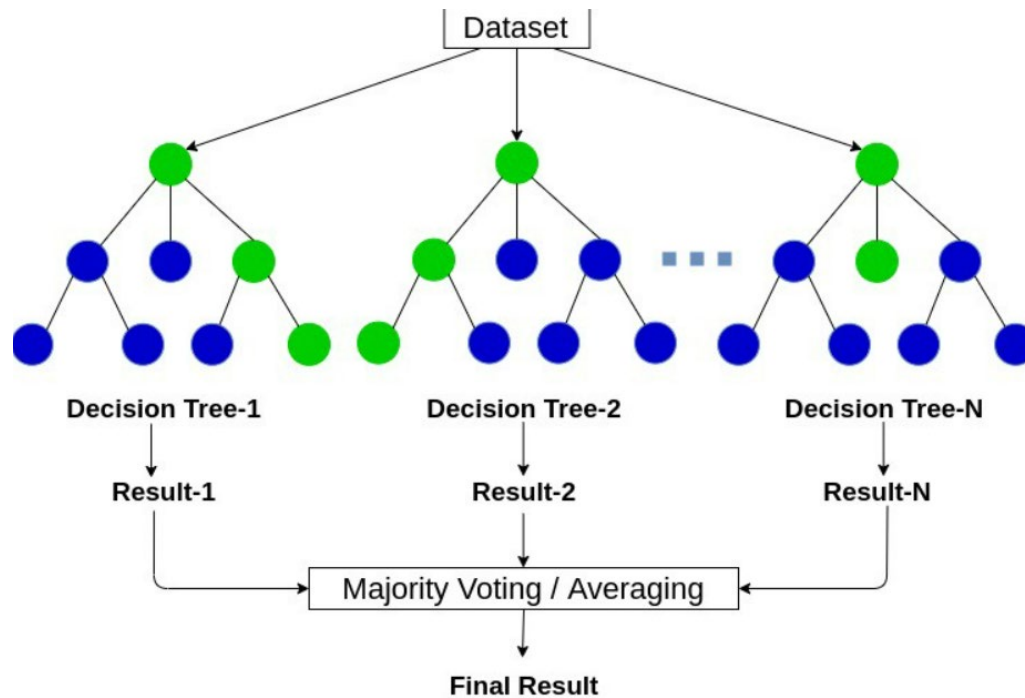 Dataset
Decision Tree-1
Decision Tree-2
Decision Tree-N
Result-1
Result-2
Result-N
Majority Voting / Averaging
Final Result